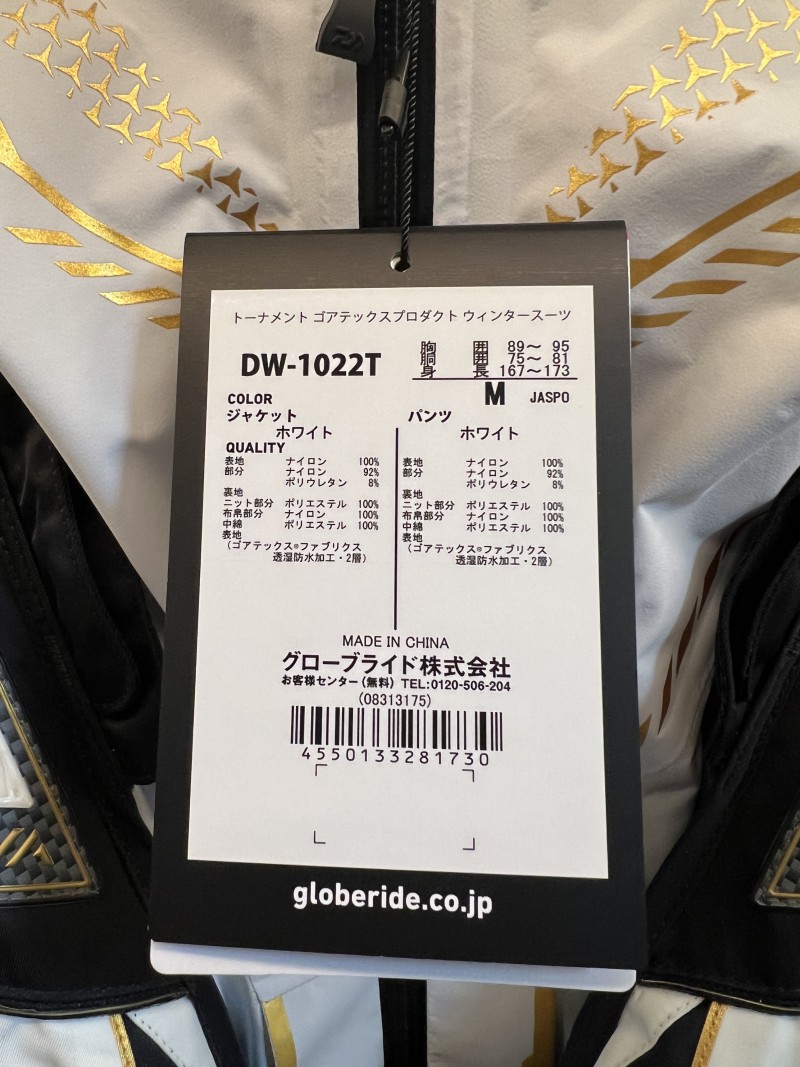 トーナメント ゴアテックスプロダクト ウィンタースーツ
DW-1022T
胸 囲 89～ 95
胴 囲 75～ 81
身 長 167～173
M JASPO
COLOR
ジャケット パンツ
ホワイト ホワイト
QUALITY
表地 ナイロン 100% 表地 ナイロン 100%
部分 ナイロン 92% 部分 ナイロン 92%
ポリウレタン 8% ポリウレタン 8%
裏地 裏地
ニット部分 ポリエステル 100% ニット部分 ポリエステル 100%
布帛部分 ナイロン 100% 布帛部分 ナイロン 100%
中綿 ポリエステル 100% 中綿 ポリエステル 100%
表地 表地
(ゴアテックス®ファブリクス (ゴアテックス®ファブリクス
透湿防水加工・2層) 透湿防水加工・2層)
MADE IN CHINA
グローブライド株式会社
お客様センター(無料) TEL:0120-506-204
(08313175)
4550133281730
globeride.co.jp